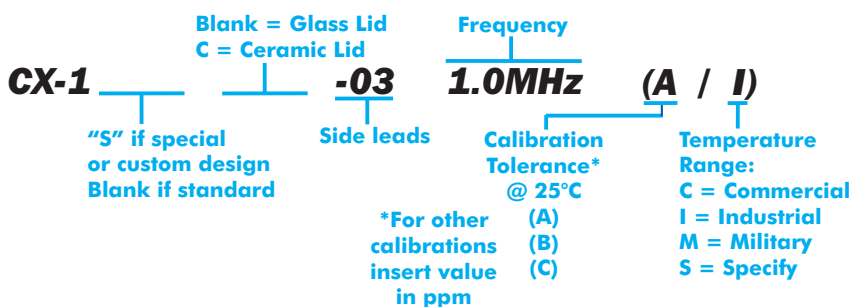 Blank = Glass Lid
C = Ceramic Lid
Frequency
CX-1 -03 1.0MHz (A / I)
“S” if special
or custom design
Blank if standard
Side leads
Calibration
Tolerance*
@ 25°C
(A)
(B)
(C)
*For other
calibrations
insert value
in ppm
Temperature
Range:
C = Commercial
I = Industrial
M = Military
S = Specify